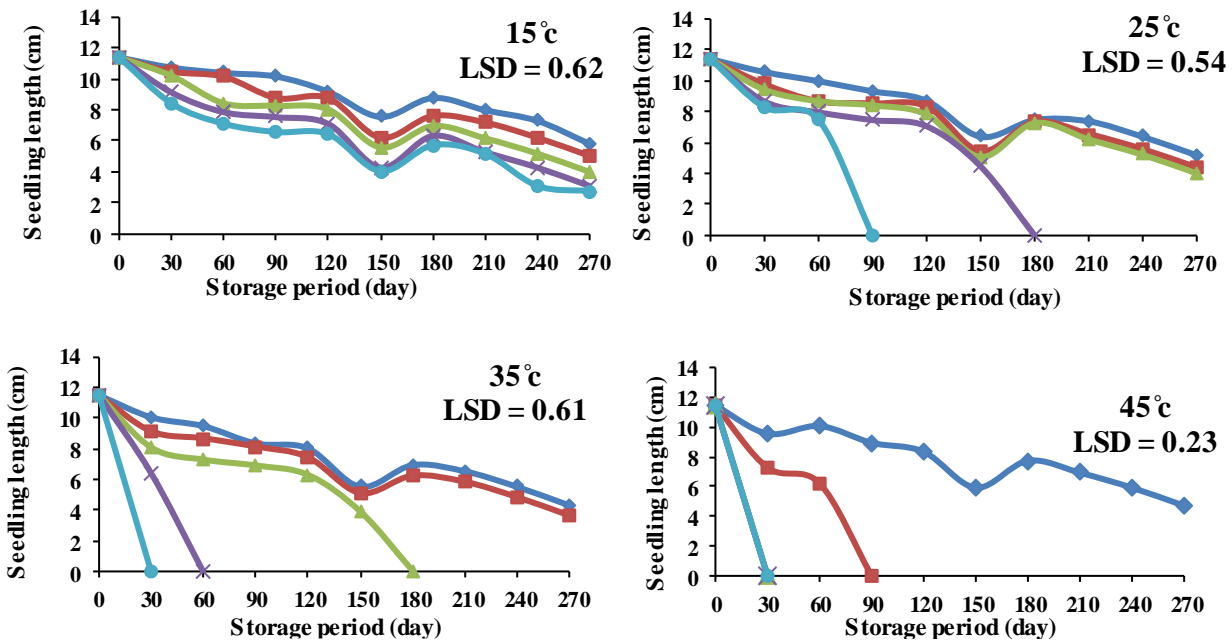 15°c
LSD = 0.62
Seedling length (cm)
14
12
10
8
6
4
2
0
0 30 60 90 120 150 180 210 240 270
Storage period (day)
25°c
LSD = 0.54
Seedling length (cm)
14
12
10
8
6
4
2
0
0 30 60 90 120 150 180 210 240 270
Storage period (day)
35°c
LSD = 0.61
Seedling length (cm)
14
12
10
8
6
4
2
0
0 30 60 90 120 150 180 210 240 270
Storage period (day)
45°c
LSD = 0.23
Seedling length (cm)
14
12
10
8
6
4
2
0
0 30 60 90 120 150 180 210 240 270
Storage period (day)